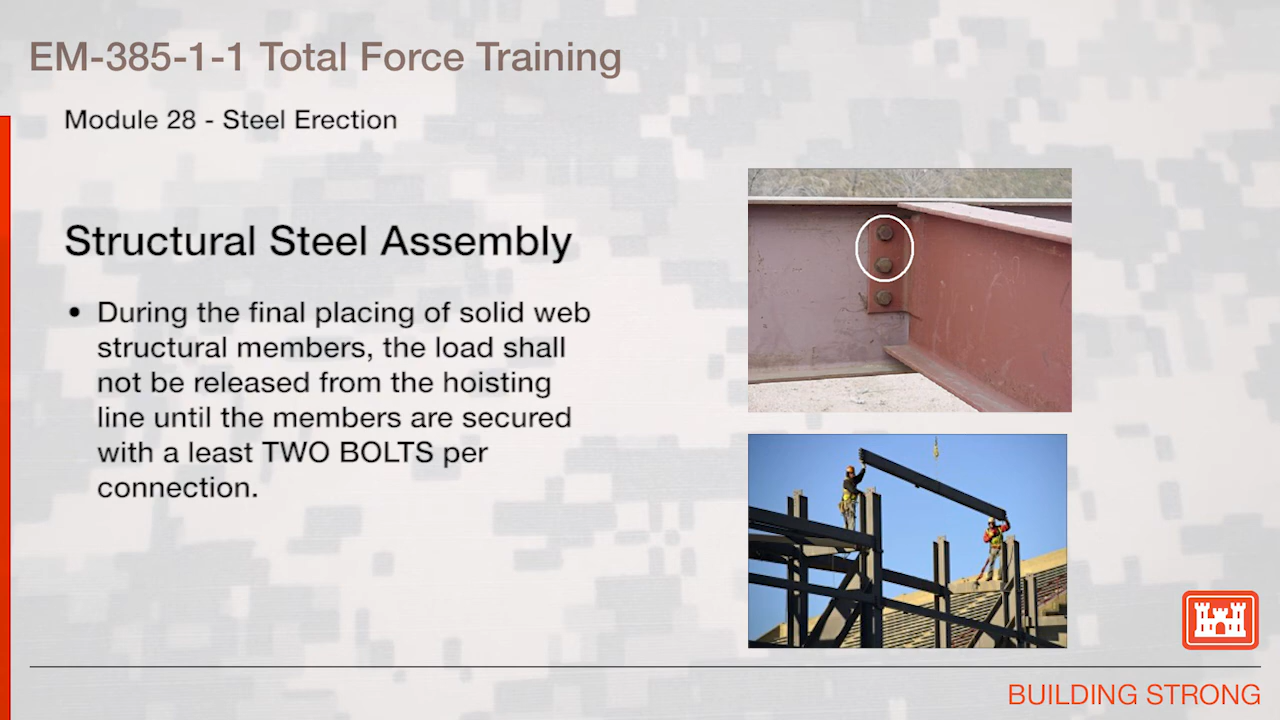 EM-385-1-1 Total Force Training
Module 28 - Steel Erection
Structural Steel Assembly
• During the final placing of solid web
structural members, the load shall
not be released from the hoisting
line until the members are secured
with a least TWO BOLTS per
connection.
BUILDING STRONG